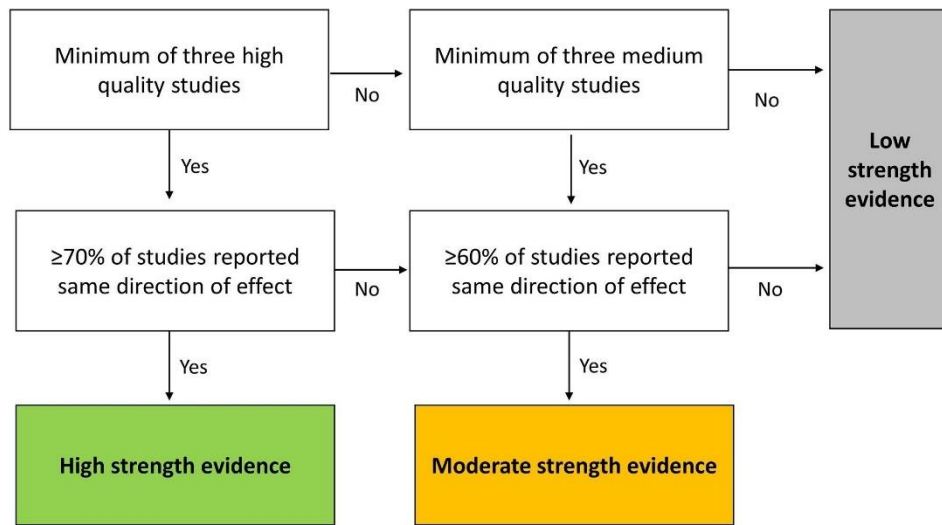 Minimum of three high
quality studies
No
Minimum of three medium
quality studies
No
Low
strength
evidence
Yes
Yes
≥70% of studies reported
same direction of effect
No
≥60% of studies reported
same direction of effect
No
Yes
Yes
High strength evidence
Moderate strength evidence